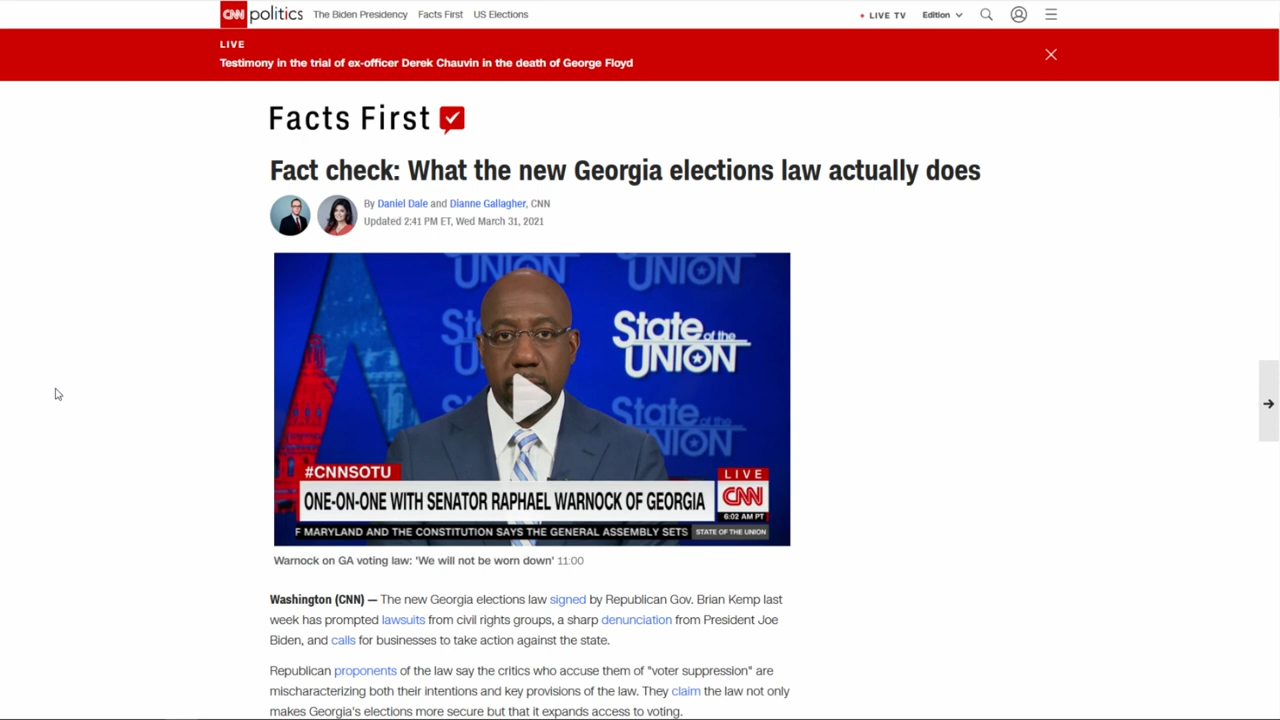 CNN politics The Biden Presidency Facts First US Elections LIVE TV Edition
LIVE
Testimony in the trial of ex-officer Derek Chauvin in the death of George Floyd
Facts First
Fact check: What the new Georgia elections law actually does
By Daniel Dale and Dianne Gallagher, CNN
Updated 2:41 PM ET, Wed March 31, 2021
UNION UNION
State of the UNION
State of the UNION
#CNNSOTU
LIVE
ONE-ON-ONE WITH SENATOR RAPHAEL WARNOCK OF GEORGIA
CNN
6:02 AM PT
F MARYLAND AND THE CONSTITUTION SAYS THE GENERAL ASSEMBLY SETS STATE OF THE UNION
Warnock on GA voting law: 'We will not be worn down' 11:00
Washington (CNN) — The new Georgia elections law signed by Republican Gov. Brian Kemp last
week has prompted lawsuits from civil rights groups, a sharp denunciation from President Joe
Biden, and calls for businesses to take action against the state.
Republican proponents of the law say the critics who accuse them of "voter suppression" are
mischaracterizing both their intentions and key provisions of the law. They claim the law not only
makes Georgia's elections more secure but that it expands access to voting.